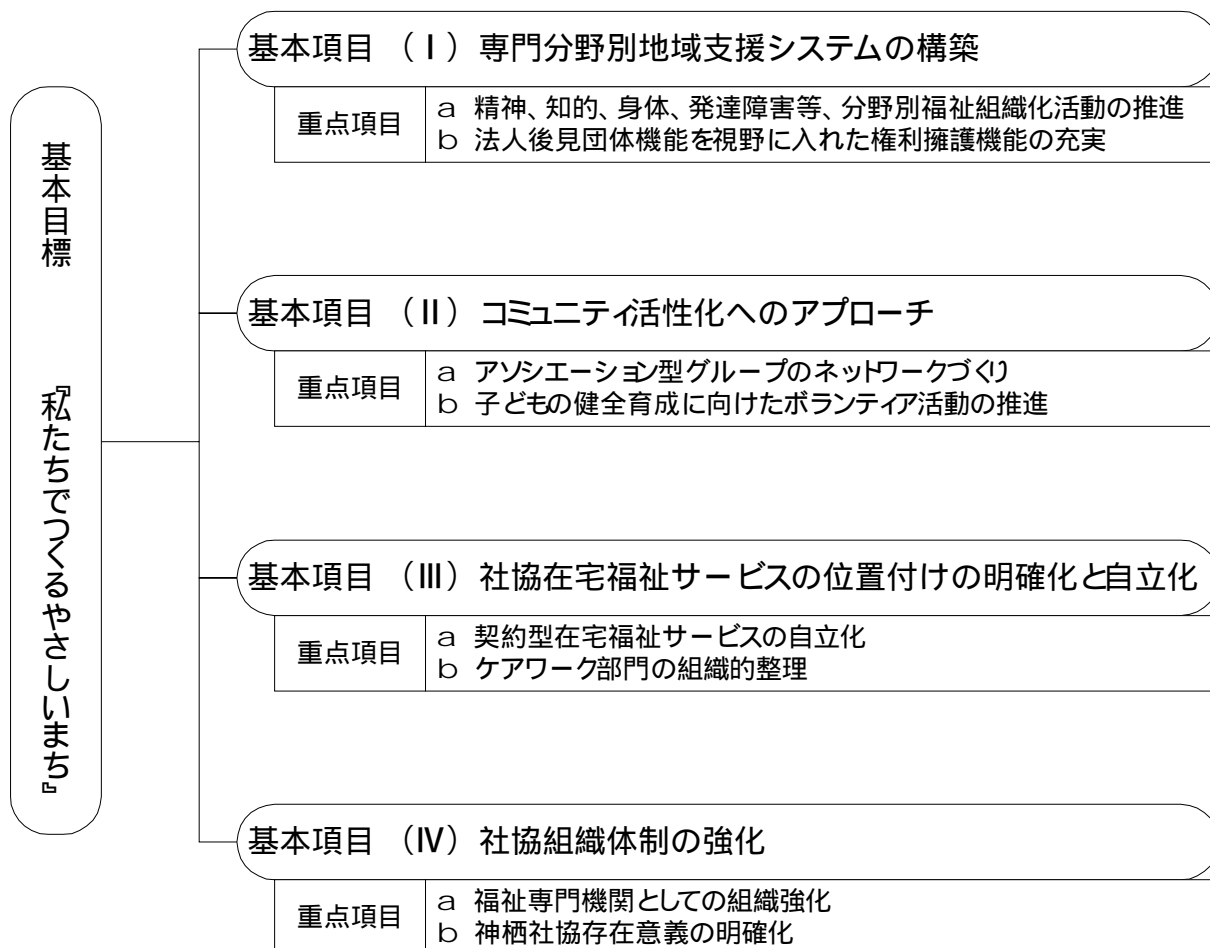 基本目標 『私たちでつくるやさしいまち』
基本項目 (Ⅰ) 専門分野別地域支援システムの構築
重点項目
a 精神、知的、身体、発達障害等、分野別福祉組織化活動の推進
b 法人後見団体機能を視野に入れた権利擁護機能の充実
基本項目 (Ⅱ) コミュニティ活性化へのアプローチ
重点項目
a アソシエーション型グループのネットワークづくり
b 子どもの健全育成に向けたボランティア活動の推進
基本項目 (Ⅲ) 社協在宅福祉サービスの位置付けの明確化と自立化
重点項目
a 契約型在宅福祉サービスの自立化
b ケアワーク部門の組織的整理
基本項目 (Ⅳ) 社協組織体制の強化
重点項目
a 福祉専門機関としての組織強化
b 神栖社協存在意義の明確化